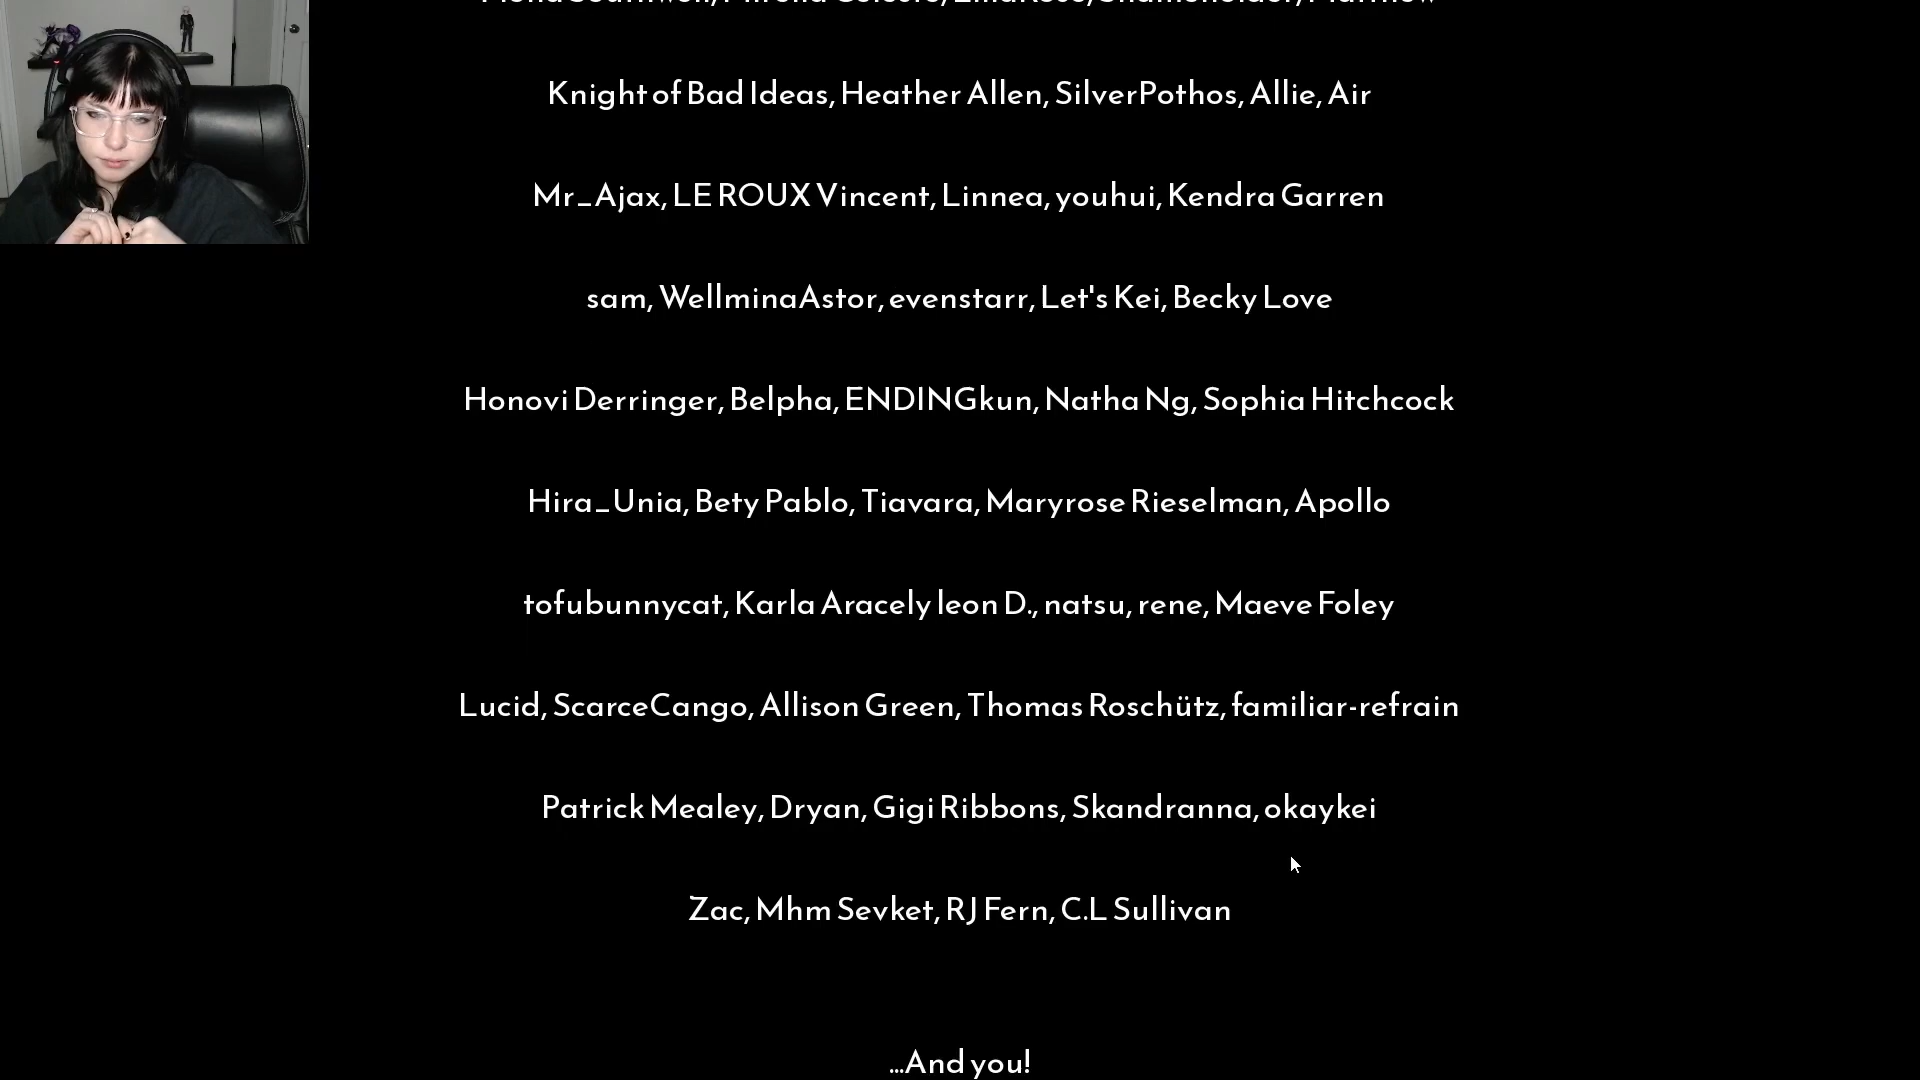 Knight of Bad Ideas, Heather Allen, SilverPothos, Allie, Air
Mr_Ajax, LE ROUX Vincent, Linnea, youhui, Kendra Garren
sam, WellminaAstor, evenstarr, Let's Kei, Becky Love
Honovi Derringer, Belpha, ENDINGkun, Natha Ng, Sophia Hitchcock
Hira_Unia, Bety Pablo, Tiavara, Maryrose Rieselman, Apollo
tofubunnycat, Karla Aracely leon D., natsu, rene, Maeve Foley
Lucid, ScarceCango, Allison Green, Thomas Roschütz, familiar-refrain
Patrick Mealey, Dryan, Gigi Ribbons, Skandranna, okaykei
Zac, Mhm Sevket, RJ Fern, C.L Sullivan
...And you!